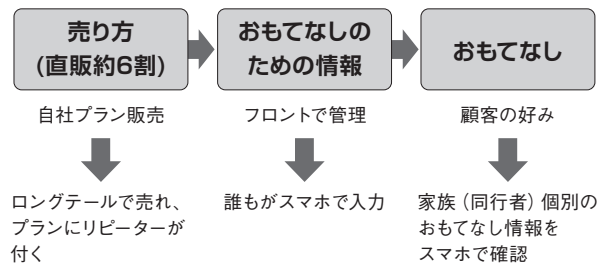 売り方
(直販約6割)
おもてなしの
ための情報
おもてなし
自社プラン販売
フロントで管理
顧客の好み
ロングテールで売れ、
プランにリピーターが
付く
誰もがスマホで入力
家族（同行者）個別の
おもてなし情報を
スマホで確認